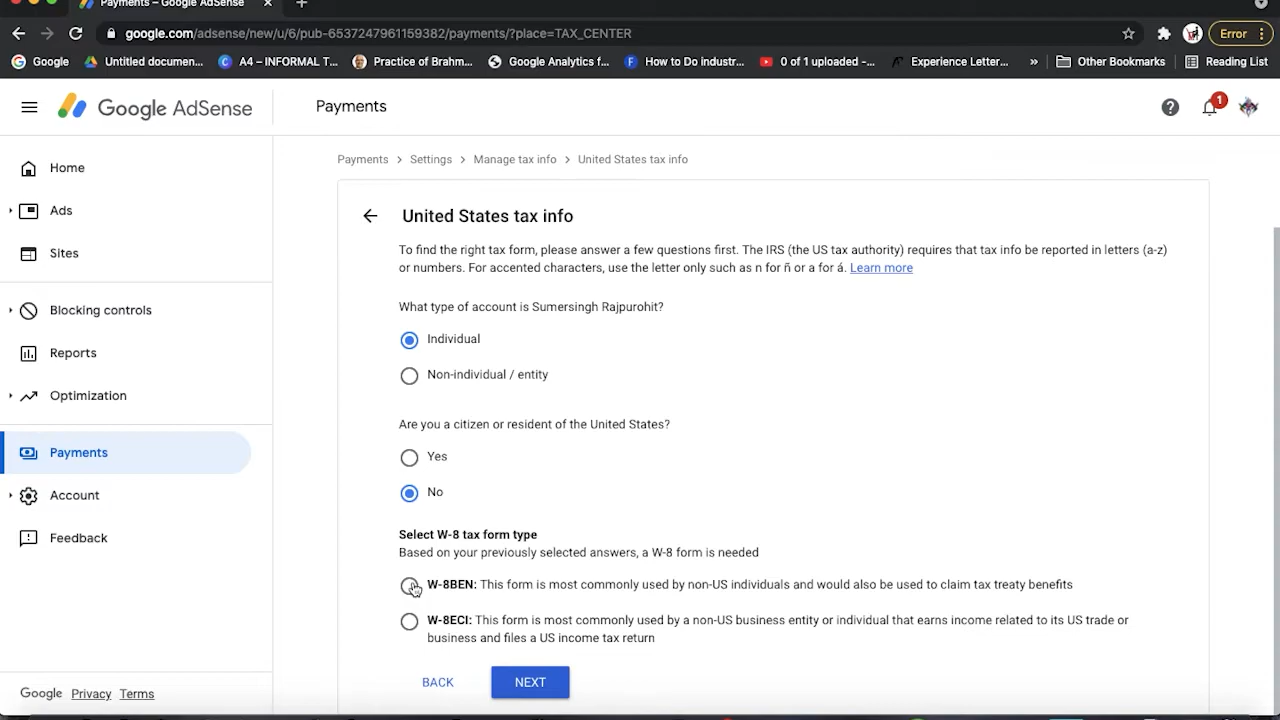 Payments – Google AdSense
google.com/adsense/new/u/6/pub-6537247961159382/payments/?place=TAX_CENTER
Error
Google
Untitled documen...
A4 – INFORMAL T...
Practice of Brahm...
Google Analytics f...
How to Do industr...
0 of 1 uploaded -...
Experience Letter...
»
Other Bookmarks
Reading List
Google AdSense
Payments
1
Home
Ads
Sites
Blocking controls
Reports
Optimization
Payments
Account
Feedback
Google Privacy Terms
Payments > Settings > Manage tax info > United States tax info
United States tax info
To find the right tax form, please answer a few questions first. The IRS (the US tax authority) requires that tax info be reported in letters (a-z)
or numbers. For accented characters, use the letter only such as n for ñ or a for á. Learn more
What type of account is Sumersingh Rajpurohit?
Individual
Non-individual / entity
Are you a citizen or resident of the United States?
Yes
No
Select W-8 tax form type
Based on your previously selected answers, a W-8 form is needed
W-8BEN: This form is most commonly used by non-US individuals and would also be used to claim tax treaty benefits
W-8ECI: This form is most commonly used by a non-US business entity or individual that earns income related to its US trade or
business and files a US income tax return
BACK
NEXT